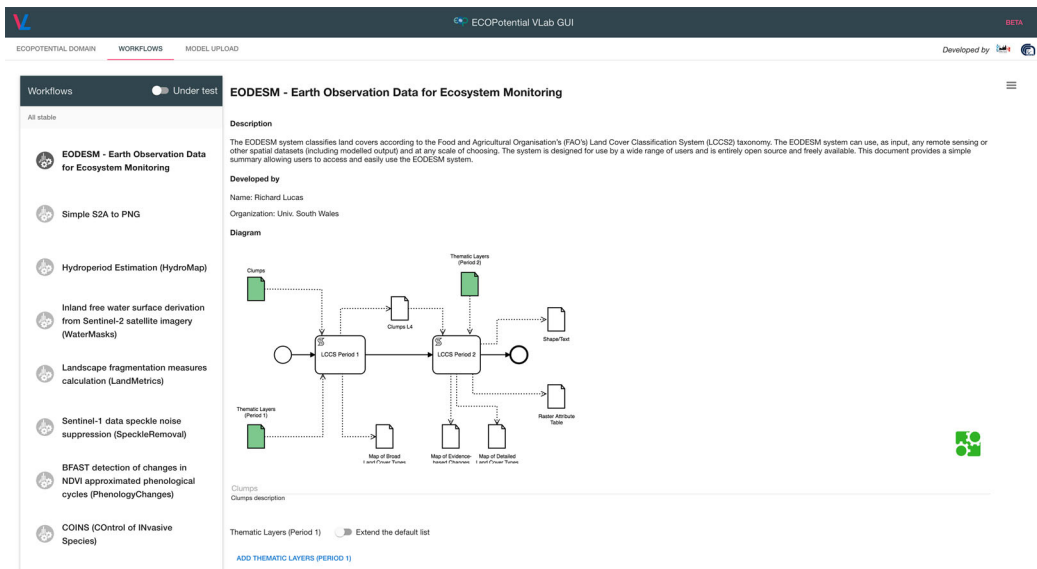 ECOPotential VLab GUI
BETA
ECOPOTENTIAL DOMAIN
WORKFLOWS
MODEL UPLOAD
Developed by
Workflows
Under test
All stable
EODESM - Earth Observation Data
for Ecosystem Monitoring
Simple S2A to PNG
Hydroperiod Estimation (HydroMap)
Inland free water surface derivation
from Sentinel-2 satellite imagery
(WaterMasks)
Landscape fragmentation measures
calculation (LandMetrics)
Sentinel-1 data speckle noise
suppression (SpeckleRemoval)
BFAST detection of changes in
NDVI approximated phenological
cycles (PhenologyChanges)
COINS (COntrol of INvasive
Species)
EODESM - Earth Observation Data for Ecosystem Monitoring
Description
The EODESM system classifies land covers according to the Food and Agricultural Organisation's (FAO's) Land Cover Classification System (LCCS2) taxonomy. The EODESM system can use, as input, any remote sensing or
other spatial datasets (including modelled output) and at any scale of choosing. The system is designed for use by a wide range of users and is entirely open source and freely available. This document provides a simple
summary allowing users to access and easily use the EODESM system.
Developed by
Name: Richard Lucas
Organization: Univ. South Wales
Diagram
Clumps
Thematic Layers
(Period 2)
Clumps L4
Shape/Text
LCCS Period 1
LCCS Period 2
Thematic Layers
(Period 1)
Raster Attribute
Table
Map of Broad
Land Cover Types
Map of Evidence-
based Changes
Map of Detailed
Land Cover Types
Clumps
Clumps description
Thematic Layers (Period 1)
Extend the default list
ADD THEMATIC LAYERS (PERIOD 1)